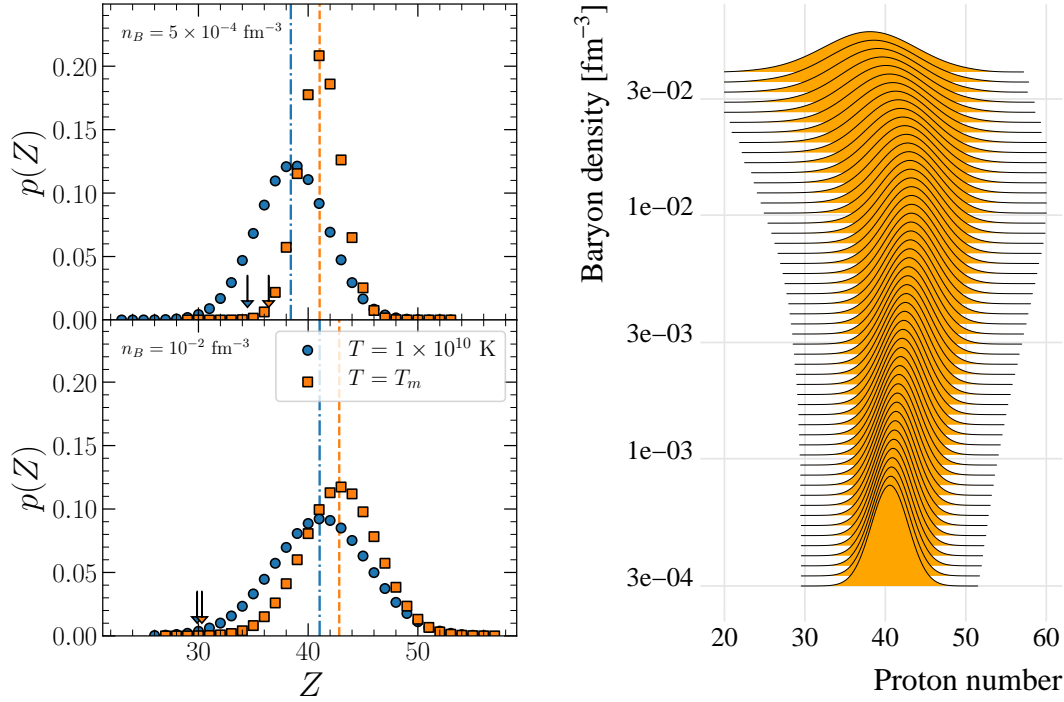 n_B = 5 × 10⁻⁴ fm⁻³
0.20
0.15
0.10
0.05
0.00
p(Z)
n_B = 10⁻² fm⁻³
T = 1 × 10¹⁰ K
T = T_m
0.20
0.15
0.10
0.05
0.00
p(Z)
30
40
50
Z
Baryon density [fm⁻³]
3e−02
1e−02
3e−03
1e−03
3e−04
20
30
40
50
60
Proton number